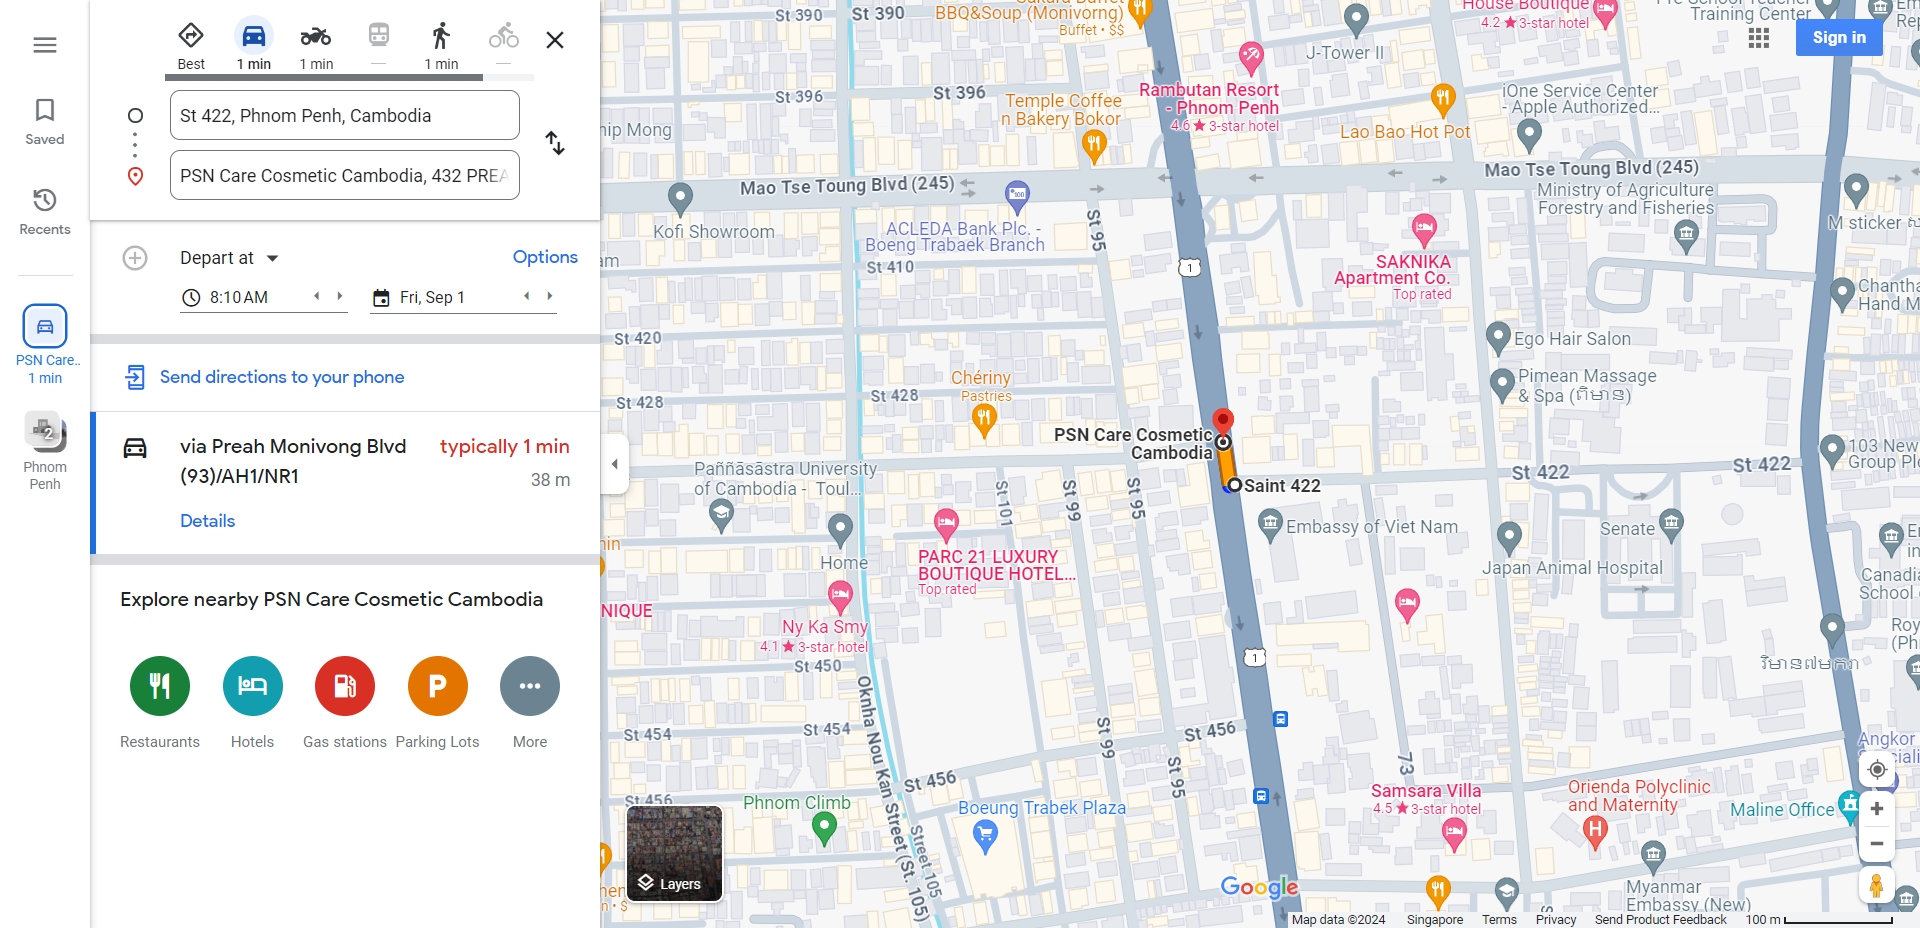 Saved
Recents
PSN Care..
1 min
2
Phnom
Penh
Best
1 min
1 min
—
1 min
—
St 422, Phnom Penh, Cambodia
PSN Care Cosmetic Cambodia, 432 PREA
Depart at
Options
8:10 AM
Fri, Sep 1
Send directions to your phone
via Preah Monivong Blvd
(93)/AH1/NR1
typically 1 min
38 m
Details
Explore nearby PSN Care Cosmetic Cambodia
P
Restaurants
Hotels
Gas stations
Parking Lots
More
St 390
St 390
BBQ&Soup (Monivorng)
Buffet • $$
J-Tower II
House Boutique
4.2 ★ 3-star hotel
Training Center
Sign in
St 396
St 396
Temple Coffee
n Bakery Bokor
Rambutan Resort
- Phnom Penh
4.6 ★ 3-star hotel
Lao Bao Hot Pot
iOne Service Center
- Apple Authorized...
hip Mong
Mao Tse Toung Blvd (245)
Mao Tse Toung Blvd (245)
Ministry of Agriculture
Forestry and Fisheries
Kofi Showroom
ACLEDA Bank Plc. -
Boeng Trabaek Branch
St 95
M sticker
am
St 410
1
SAKNIKA
Apartment Co.
Top rated
Chantha
Hand M
St 420
Ego Hair Salon
Chériny
Pastries
St 428
St 428
Pimean Massage
& Spa (ពិមាន)
PSN Care Cosmetic
Cambodia
103 New
Group Plc
Paññāsāstra University
of Cambodia - Toul...
St 422
St 422
Saint 422
St 101
St 99
St 95
Embassy of Viet Nam
Senate
min
Home
PARC 21 LUXURY
BOUTIQUE HOTEL...
Top rated
Japan Animal Hospital
Canadia
School o
NIQUE
Ny Ka Smy
4.1 ★ 3-star hotel
Roy
(Ph
1
វិមាន៧មករា
St 450
Oknha Nou Kan Street (St. 105)
St 454
St 454
St 99
St 95
St 456
St 456
St 456
73
Angkor
Phnom Climb
Boeung Trabek Plaza
Street 105
Samsara Villa
4.5 ★ 3-star hotel
Orienda Polyclinic
and Maternity
H
Maline Office
Layers
Google
Myanmar
Embassy (New)
Map data ©2024
Singapore
Terms
Privacy
Send Product Feedback
100 m